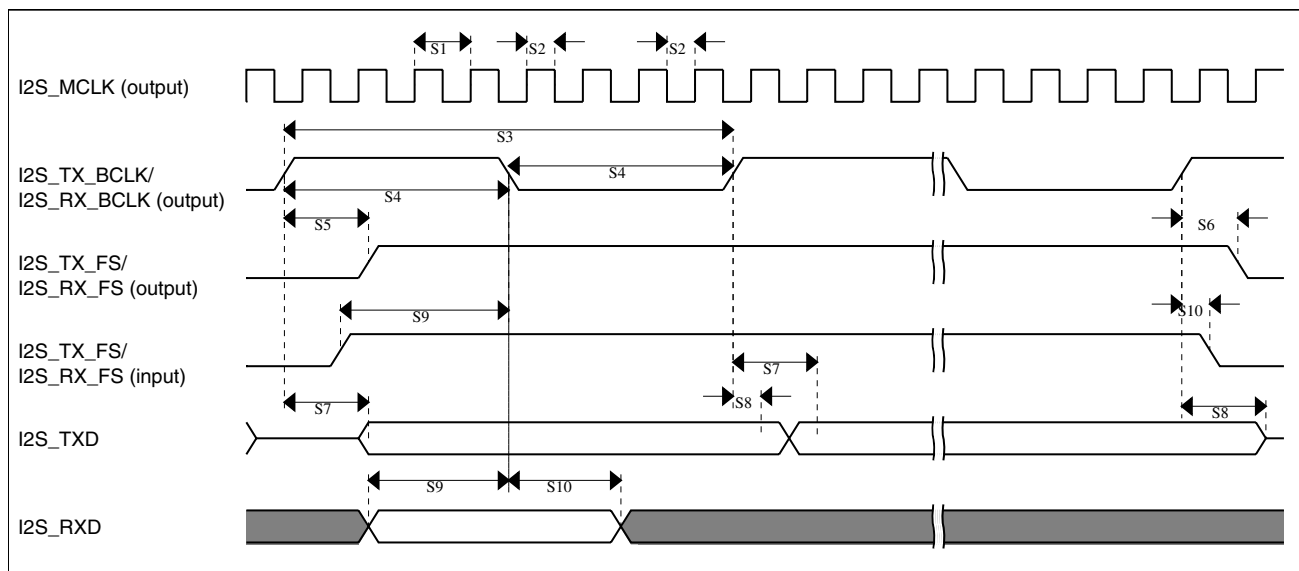 S1
S2
S2
I2S_MCLK (output)
S3
I2S_TX_BCLK/
I2S_RX_BCLK (output)
S4
S4
S5
S6
I2S_TX_FS/
I2S_RX_FS (output)
S9
S10
I2S_TX_FS/
I2S_RX_FS (input)
S7
S7
S8
S8
I2S_TXD
S9
S10
I2S_RXD